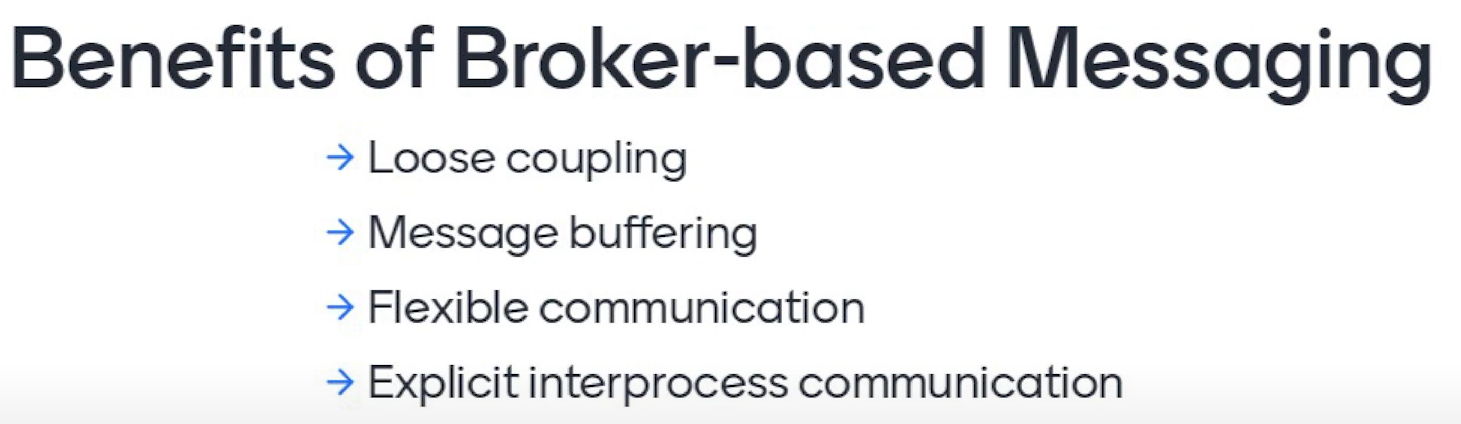 Benefits of Broker-based Messaging
→ Loose coupling
→ Message buffering
→ Flexible communication
→ Explicit interprocess communication